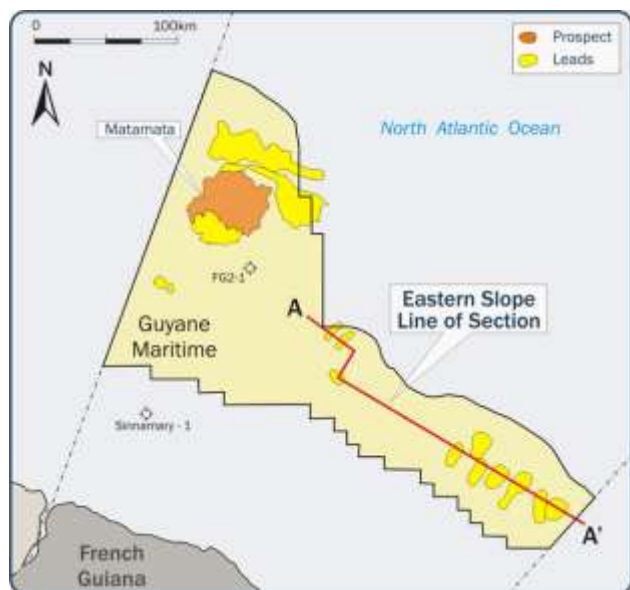 0 100km
Prospect
Leads
N
Matamata
North Atlantic Ocean
FG2-1
A
Eastern Slope
Line of Section
Guyane
Maritime
Sinnamary - 1
A'
French
Guiana